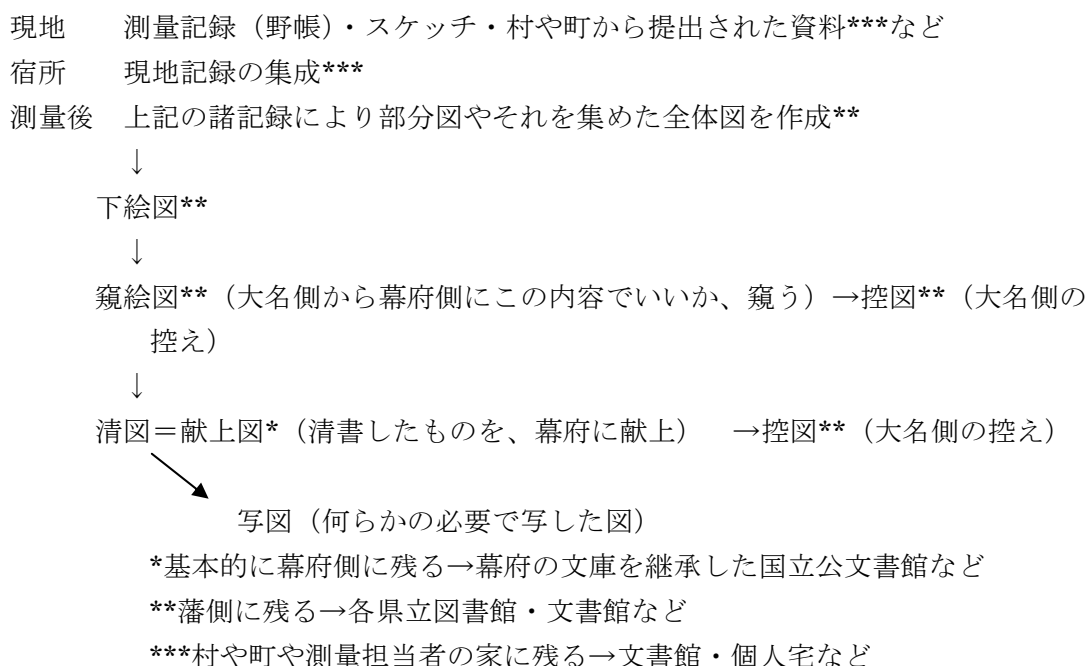 現地　　測量記録（野帳）・スケッチ・村や町から提出された資料***など
宿所　　現地記録の集成***
測量後　上記の諸記録により部分図やそれを集めた全体図を作成**
↓
下絵図**
↓
窺絵図**（大名側から幕府側にこの内容でいいか、窺う）→控図**（大名側の
控え）
↓
清図＝献上図*（清書したものを、幕府に献上）　→控図**（大名側の控え）
写図（何らかの必要で写した図）
*基本的に幕府側に残る→幕府の文庫を継承した国立公文書館など
**藩側に残る→各県立図書館・文書館など
***村や町や測量担当者の家に残る→文書館・個人宅など